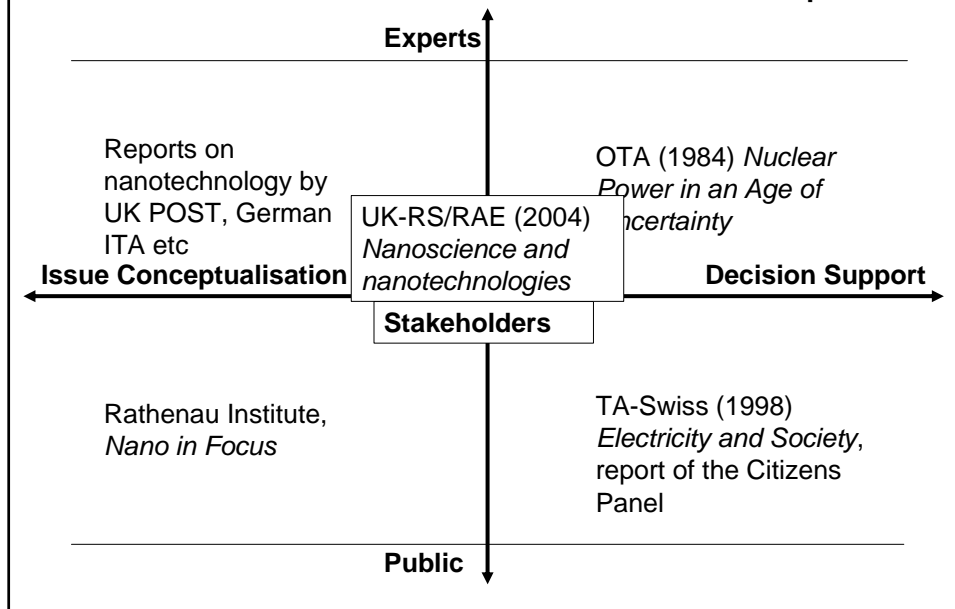 Experts
Reports on
nanotechnology by
UK POST, German
ITA etc
OTA (1984) Nuclear
Power in an Age of
UK-RS/RAE (2004)
Nanoscience and
nanotechnologies
Issue Conceptualisation
Decision Support
Stakeholders
Rathenau Institute,
Nano in Focus
TA-Swiss (1998)
Electricity and Society,
report of the Citizens
Panel
Public